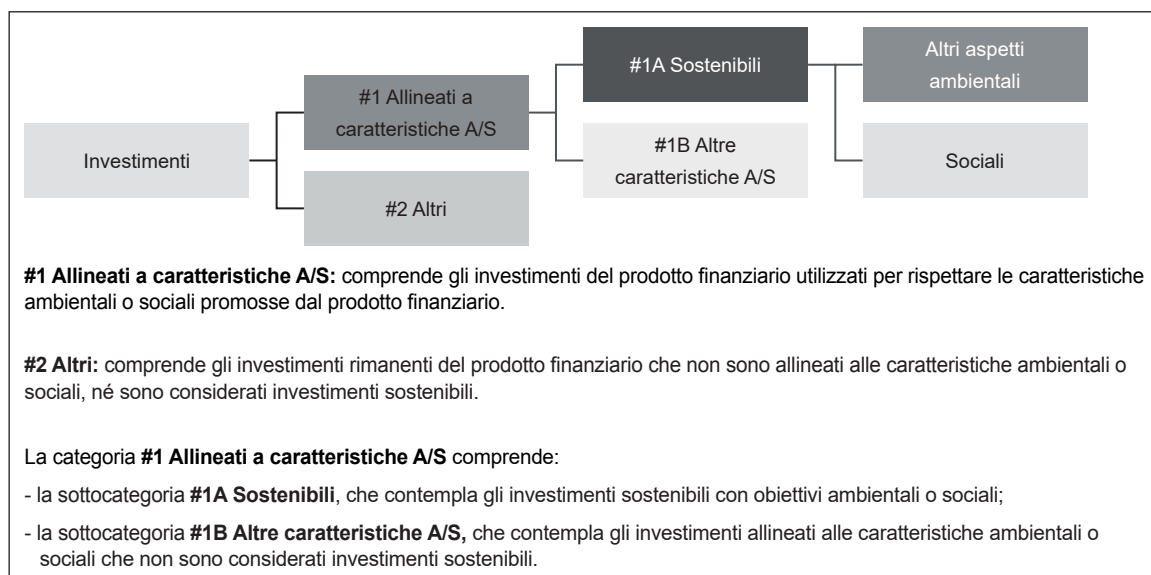 Investimenti
#1 Allineati a
caratteristiche A/S
#2 Altri
#1A Sostenibili
#1B Altre
caratteristiche A/S
Altri aspetti
ambientali
Sociali
#1 Allineati a caratteristiche A/S: comprende gli investimenti del prodotto finanziario utilizzati per rispettare le caratteristiche
ambientali o sociali promosse dal prodotto finanziario.
#2 Altri: comprende gli investimenti rimanenti del prodotto finanziario che non sono allineati alle caratteristiche ambientali o
sociali, né sono considerati investimenti sostenibili.
La categoria #1 Allineati a caratteristiche A/S comprende:
- la sottocategoria #1A Sostenibili, che contempla gli investimenti sostenibili con obiettivi ambientali o sociali;
- la sottocategoria #1B Altre caratteristiche A/S, che contempla gli investimenti allineati alle caratteristiche ambientali o
sociali che non sono considerati investimenti sostenibili.